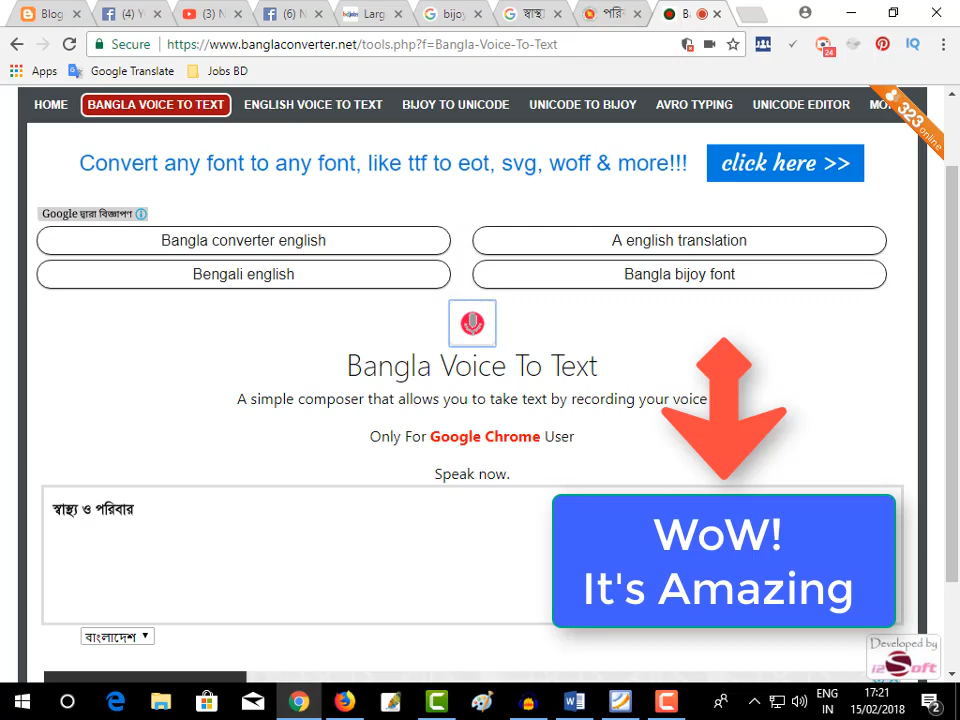 Blog
(4) Y
(3) N
(6) N
Larg
bijoy
স্বাস্থ
পরি
Secure
https://www.banglaconverter.net/tools.php?f=Bangla-Voice-To-Text
24
IQ
Apps
Google Translate
Jobs BD
HOME
BANGLA VOICE TO TEXT
ENGLISH VOICE TO TEXT
BIJOY TO UNICODE
UNICODE TO BIJOY
AVRO TYPING
UNICODE EDITOR
323 online
Convert any font to any font, like ttf to eot, svg, woff & more!!!
click here >>
Google দ্বারা বিজ্ঞাপণ
Bangla converter english
A english translation
Bengali english
Bangla bijoy font
Bangla Voice To Text
A simple composer that allows you to take text by recording your voice
Only For Google Chrome User
Speak now.
স্বাস্থ্য ও পরিবার
WoW!
It's Amazing
বাংলাদেশ
Developed by
i2Soft
ENG
IN
17:21
15/02/2018
2